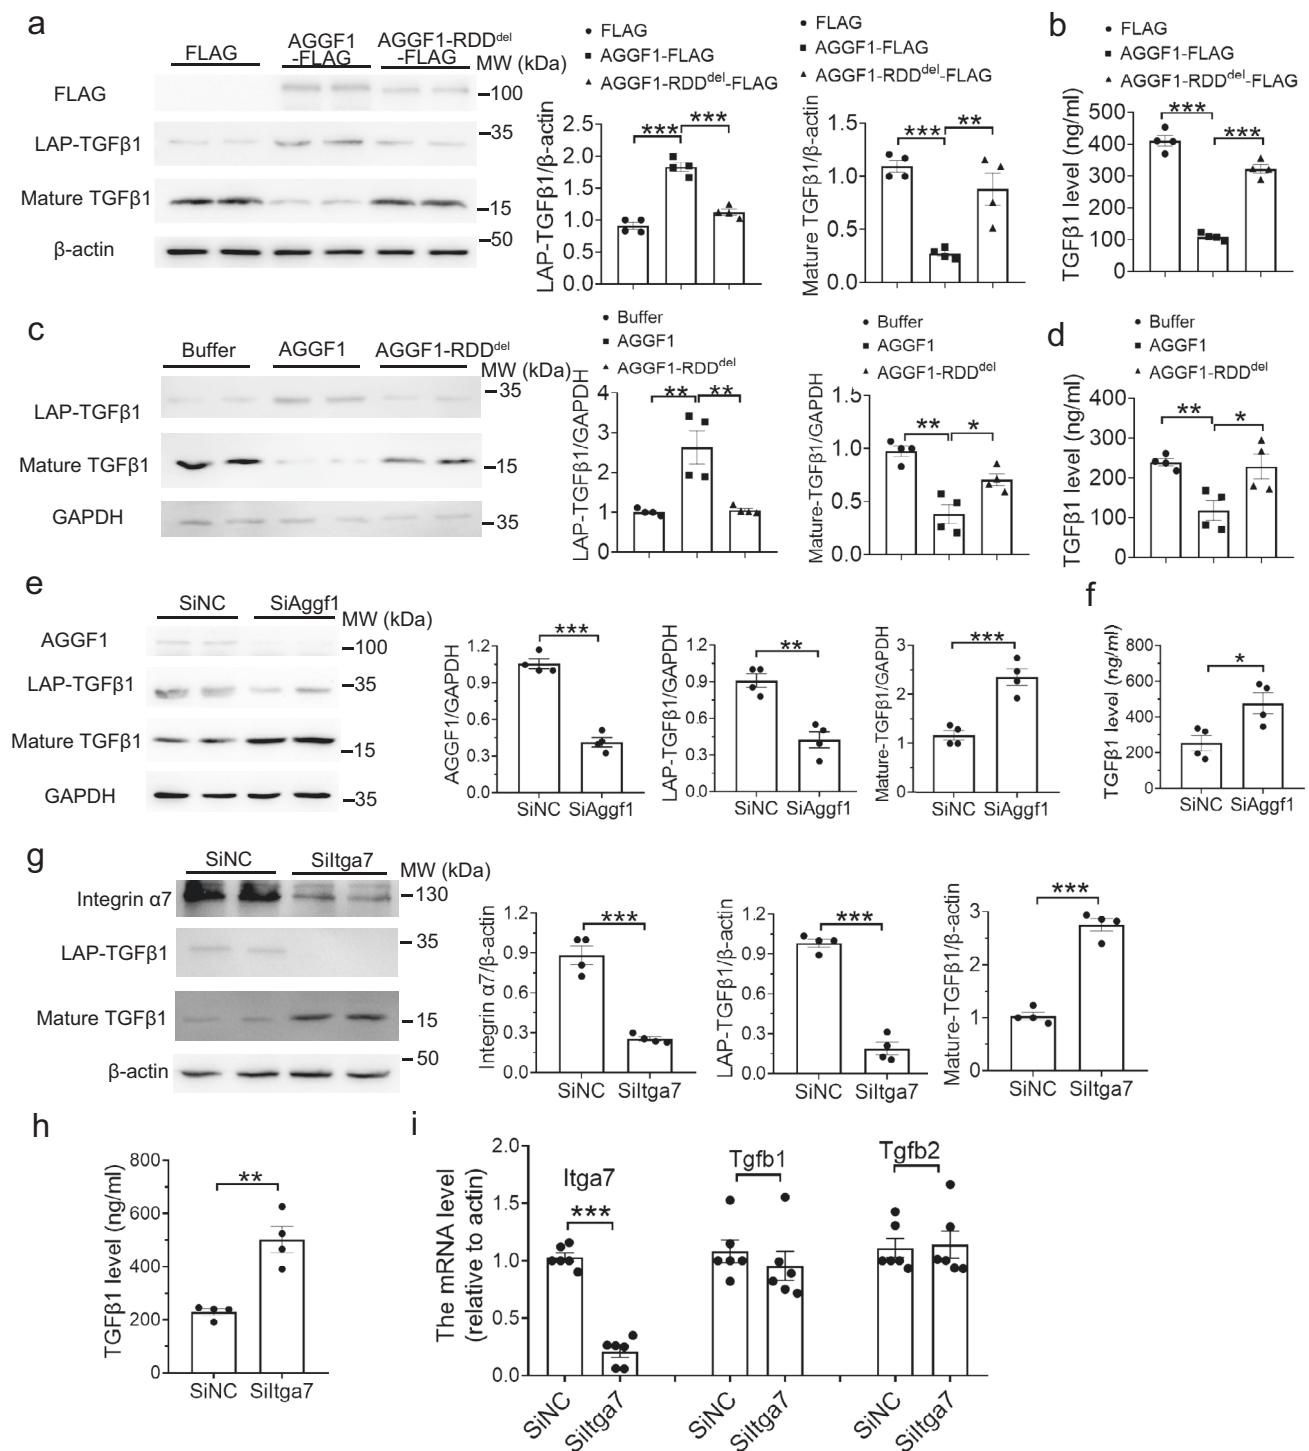 a
FLAG
AGGF1
-FLAG
AGGF1-RDDdel
-FLAG
MW (kDa)
FLAG
100
LAP-TGFβ1
35
Mature TGFβ1
15
β-actin
50
FLAG
AGGF1-FLAG
AGGF1-RDDdel-FLAG
LAP-TGFβ1/β-actin
2.5
2.0
1.5
1.0
0.5
0.0
*** ***
FLAG
AGGF1-FLAG
AGGF1-RDDdel-FLAG
Mature TGFβ1/β-actin
1.5
1.0
0.5
0.0
*** **
b
FLAG
AGGF1-FLAG
AGGF1-RDDdel-FLAG
TGFβ1 level (ng/ml)
500
400
300
200
100
0
*** ***
c
Buffer
AGGF1
AGGF1-RDDdel
MW (kDa)
LAP-TGFβ1
35
Mature TGFβ1
15
GAPDH
35
Buffer
AGGF1
AGGF1-RDDdel
LAP-TGFβ1/GAPDH
4
3
2
1
0
** **
Buffer
AGGF1
AGGF1-RDDdel
Mature-TGFβ1/GAPDH
1.5
1.0
0.5
0.0
** *
d
Buffer
AGGF1
AGGF1-RDDdel
TGFβ1 level (ng/ml)
400
300
200
100
0
** *
e
SiNC
SiAggf1
MW (kDa)
AGGF1
100
LAP-TGFβ1
35
Mature TGFβ1
15
GAPDH
35
AGGF1/GAPDH
1.2
0.9
0.6
0.3
0.0
***
SiNC SiAggf1
LAP-TGFβ1/GAPDH
1.2
0.9
0.6
0.3
0.0
**
SiNC SiAggf1
Mature-TGFβ1/GAPDH
3
2
1
0
***
SiNC SiAggf1
f
TGFβ1 level (ng/ml)
800
600
400
200
0
*
SiNC SiAggf1
g
SiNC
SiItga7
MW (kDa)
Integrin α7
130
LAP-TGFβ1
35
Mature TGFβ1
15
β-actin
50
Integrin α7/β-actin
1.2
0.9
0.6
0.3
0.0
***
SiNC SiItga7
LAP-TGFβ1/β-actin
1.2
0.9
0.6
0.3
0.0
***
SiNC SiItga7
Mature-TGFβ1/β-actin
3
2
1
0
***
SiNC SiItga7
h
TGFβ1 level (ng/ml)
800
600
400
200
0
**
SiNC SiItga7
i
The mRNA level
(relative to actin)
2.0
1.5
1.0
0.5
0.0
Itga7
***
Tgfb1
Tgfb2
SiNC
SiItga7
SiNC
SiItga7
SiNC
SiItga7